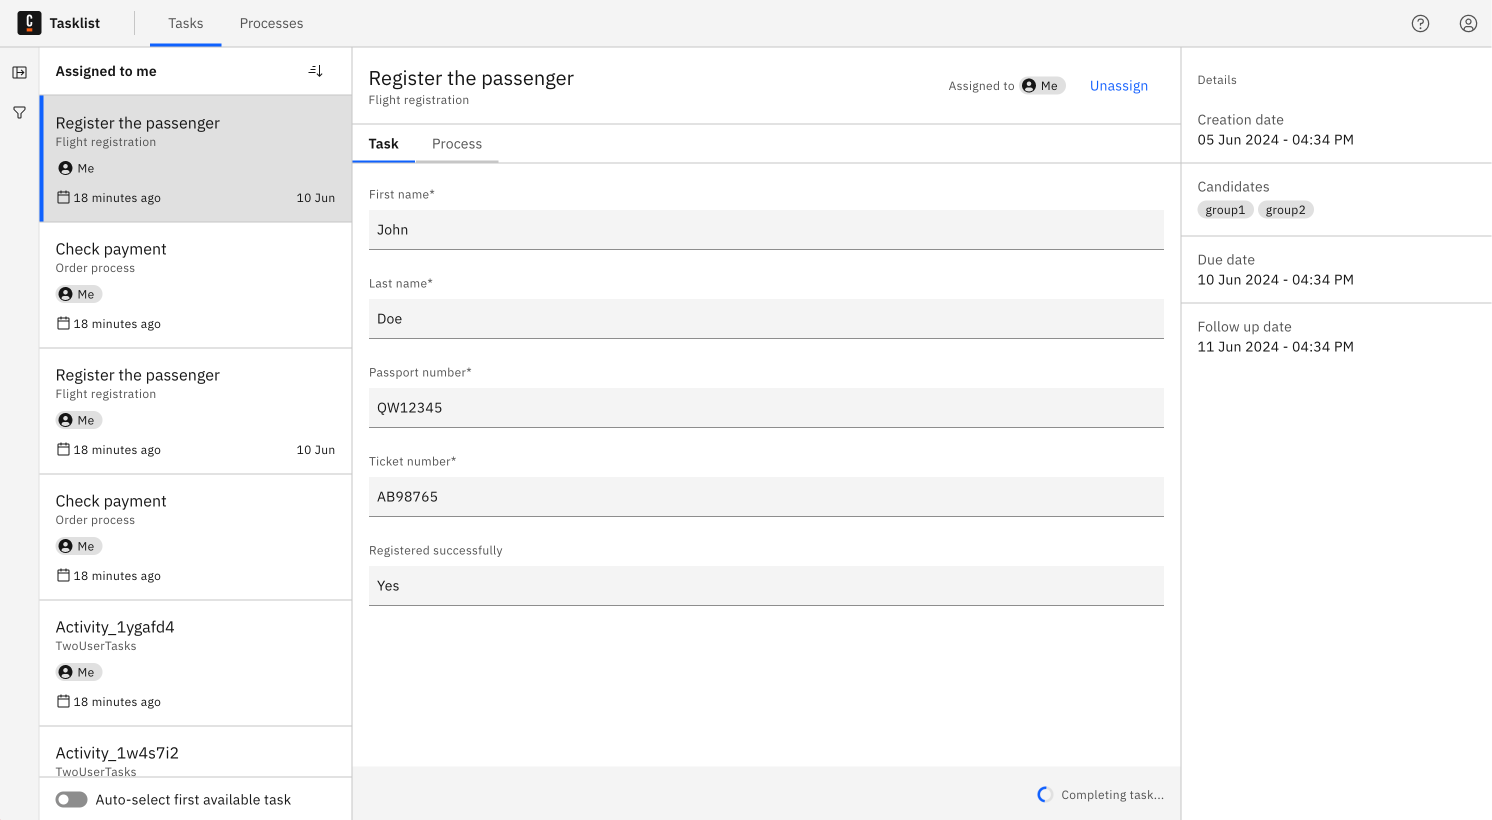 Tasklist
Tasks
Processes
Assigned to me
Register the passenger
Flight registration
Me
18 minutes ago 10 Jun
Check payment
Order process
Me
18 minutes ago
Register the passenger
Flight registration
Me
18 minutes ago 10 Jun
Check payment
Order process
Me
18 minutes ago
Activity_1ygafd4
TwoUserTasks
Me
18 minutes ago
Activity_1w4s7i2
TwoUserTasks
Auto-select first available task
Register the passenger
Flight registration
Assigned to Me Unassign
Task Process
First name*
John
Last name*
Doe
Passport number*
QW12345
Ticket number*
AB98765
Registered successfully
Yes
Completing task...
Details
Creation date
05 Jun 2024 - 04:34 PM
Candidates
group1 group2
Due date
10 Jun 2024 - 04:34 PM
Follow up date
11 Jun 2024 - 04:34 PM